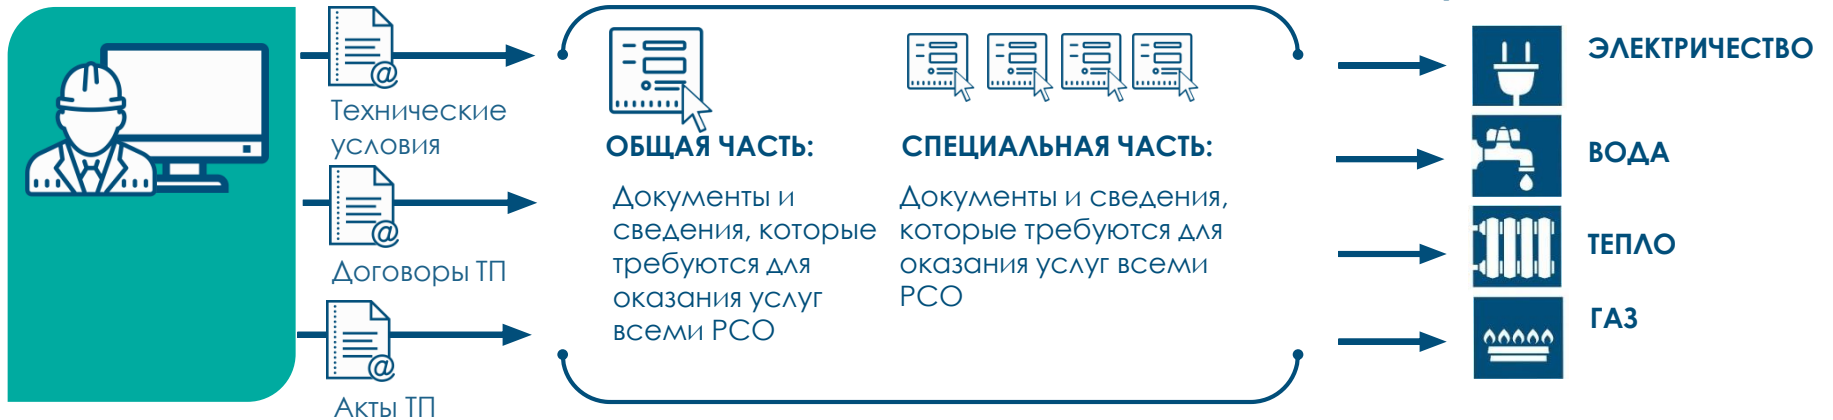 Технические
условия
Договоры ТП
Акты ТП
ОБЩАЯ ЧАСТЬ:
Документы и
сведения, которые
требуются для
оказания услуг
всеми РСО
СПЕЦИАЛЬНАЯ ЧАСТЬ:
Документы и сведения,
которые требуются для
оказания услуг всеми
РСО
ЭЛЕКТРИЧЕСТВО
ВОДА
ТЕПЛО
ГАЗ